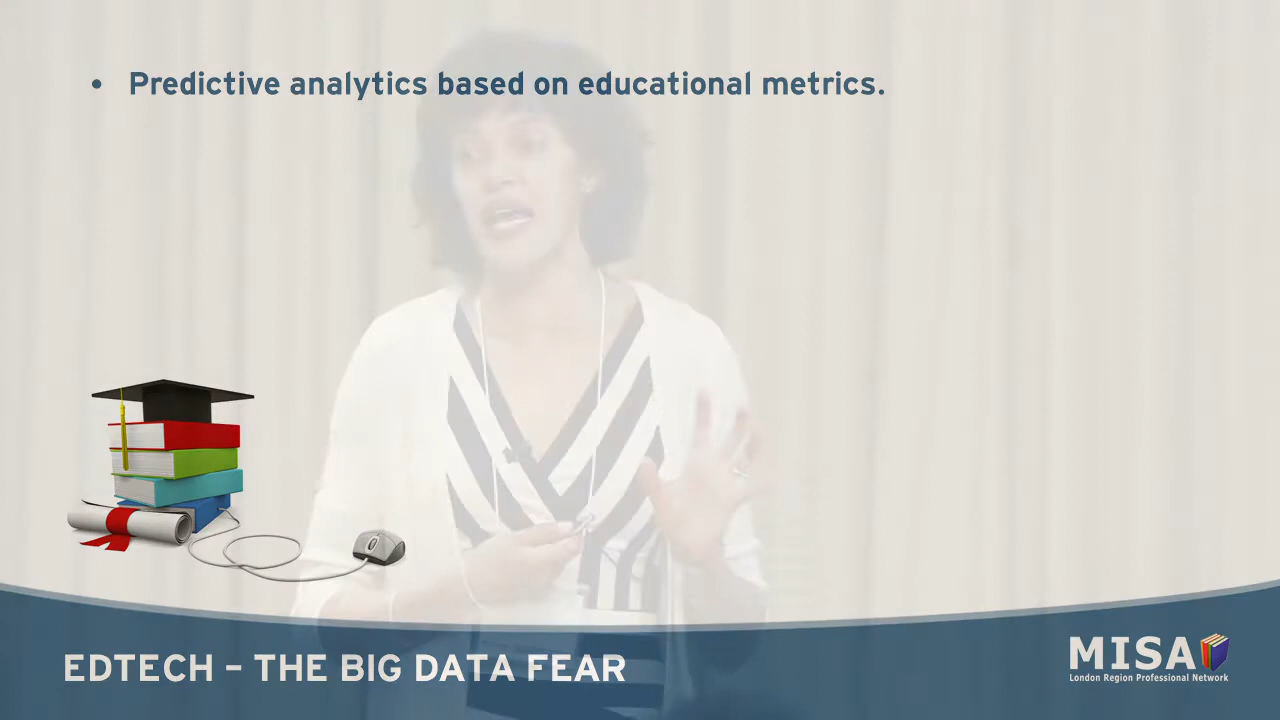 • Predictive analytics based on educational metrics.
EDTECH – THE BIG DATA FEAR
MISA
London Region Professional Network